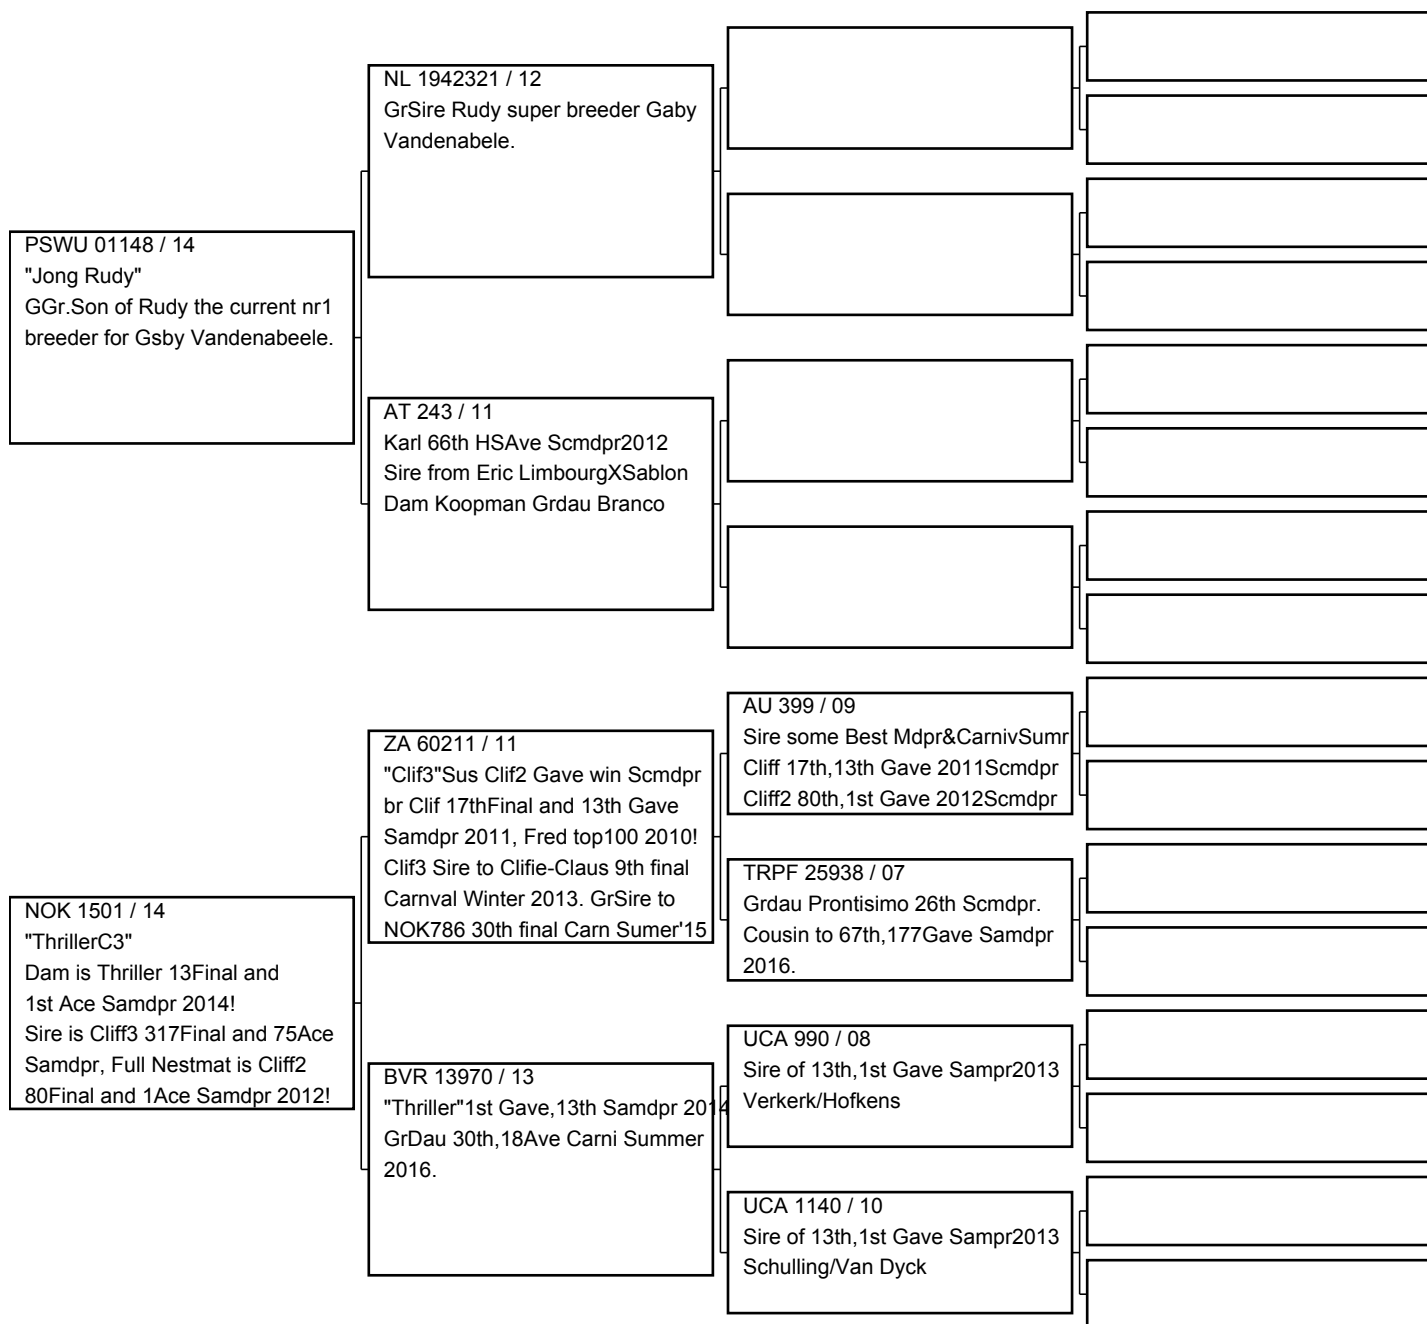 PSWU 01148 / 14
"Jong Rudy"
GGr.Son of Rudy the current nr1
breeder for Gsby Vandenabeele.
NOK 1501 / 14
"ThrillerC3"
Dam is Thriller 13Final and
1st Ace Samdpr 2014!
Sire is Cliff3 317Final and 75Ace
Samdpr, Full Nestmat is Cliff2
80Final and 1Ace Samdpr 2012!
NL 1942321 / 12
GrSire Rudy super breeder Gaby
Vandenabele.
AT 243 / 11
Karl 66th HSAve Scmdpr2012
Sire from Eric LimbourgXSablon
Dam Koopman Grdau Branco
ZA 60211 / 11
"Clif3"Sus Clif2 Gave win Scmdpr
br Clif 17thFinal and 13th Gave
Samdpr 2011, Fred top100 2010!
Clif3 Sire to Clifie-Claus 9th final
Carnval Winter 2013. GrSire to
NOK786 30th final Carn Sumer'15
BVR 13970 / 13
"Thriller"1st Gave,13th Samdpr 2014
GrDau 30th,18Ave Carni Summer
2016.
AU 399 / 09
Sire some Best Mdpr&CarnivSumr
Cliff 17th,13th Gave 2011Scmdpr
Cliff2 80th,1st Gave 2012Scmdpr
TRPF 25938 / 07
Grdau Prontisimo 26th Scmdpr.
Cousin to 67th,177Gave Samdpr
2016.
UCA 990 / 08
Sire of 13th,1st Gave Sampr2013
Verkerk/Hofkens
UCA 1140 / 10
Sire of 13th,1st Gave Sampr2013
Schulling/Van Dyck